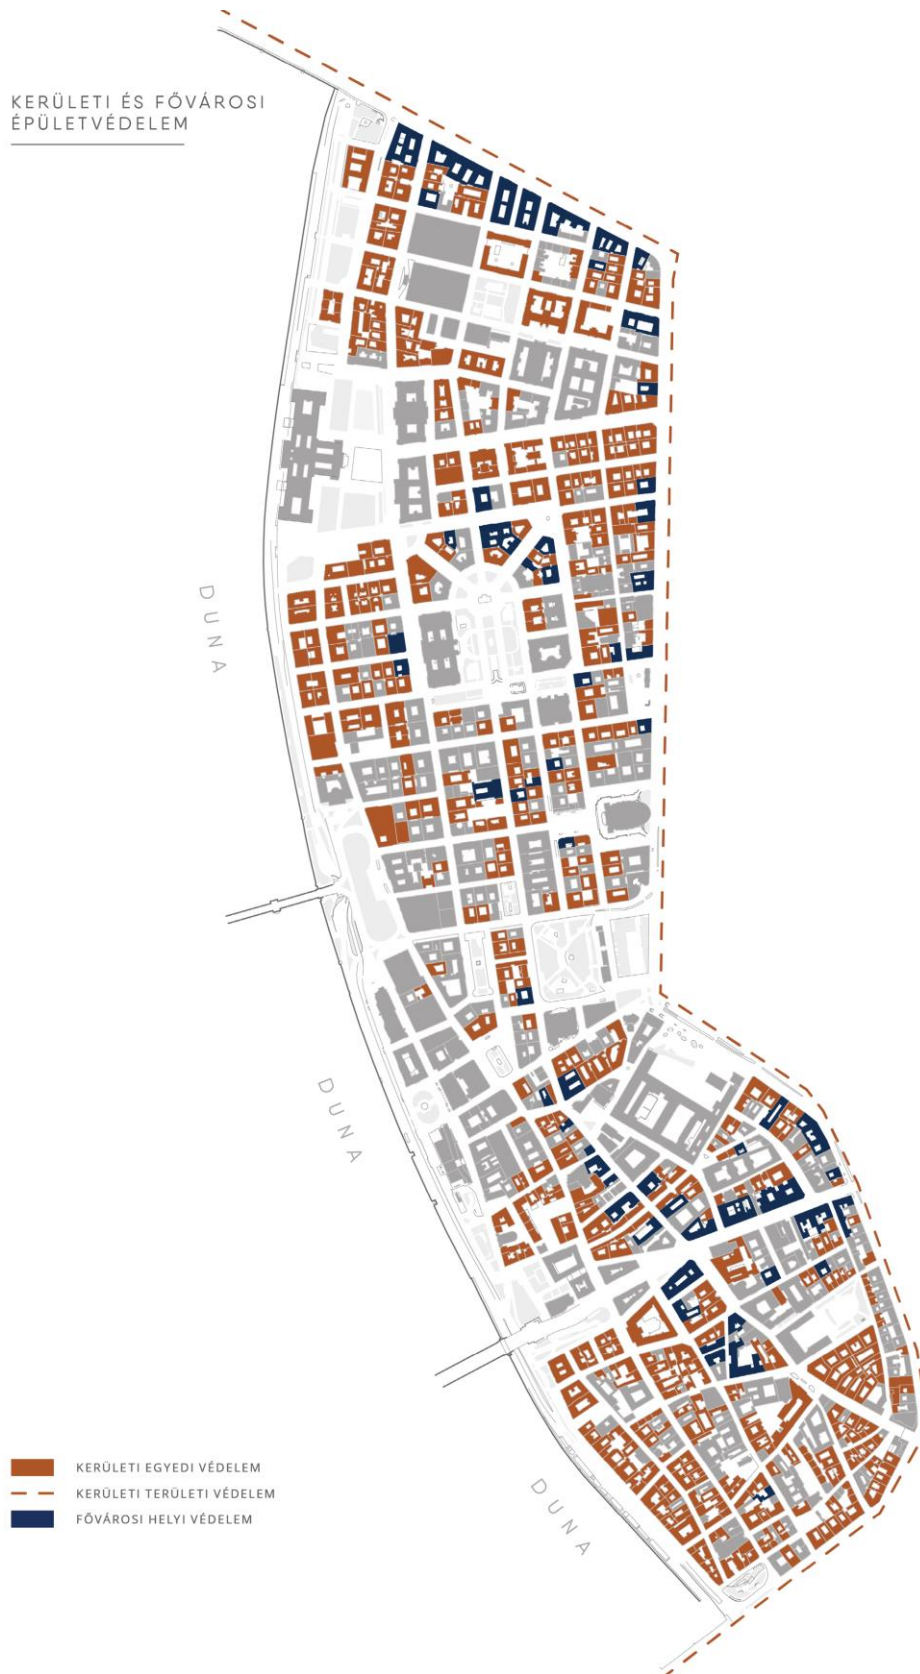 KERÜLETI ÉS FŐVÁROSI
ÉPÜLETVÉDELEM
DUNA
DUNA
DUNA
KERÜLETI EGYEDI VÉDELEM
KERÜLETI TERÜLETI VÉDELEM
FŐVÁROSI HELYI VÉDELEM